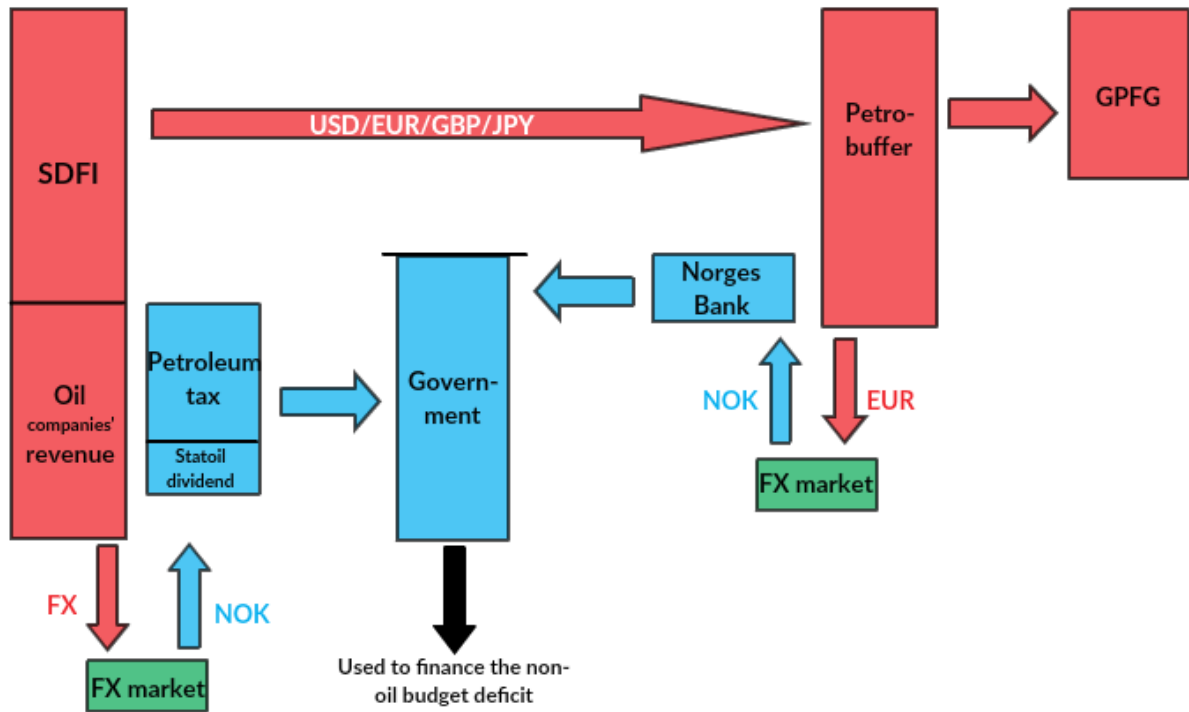 SDFI
USD/EUR/GBP/JPY
Petro-
buffer
GPFG
Oil
companies'
revenue
Petroleum
tax
Statoil
dividend
Govern-
ment
Norges
Bank
NOK
EUR
FX market
FX
NOK
FX market
Used to finance the non-
oil budget deficit